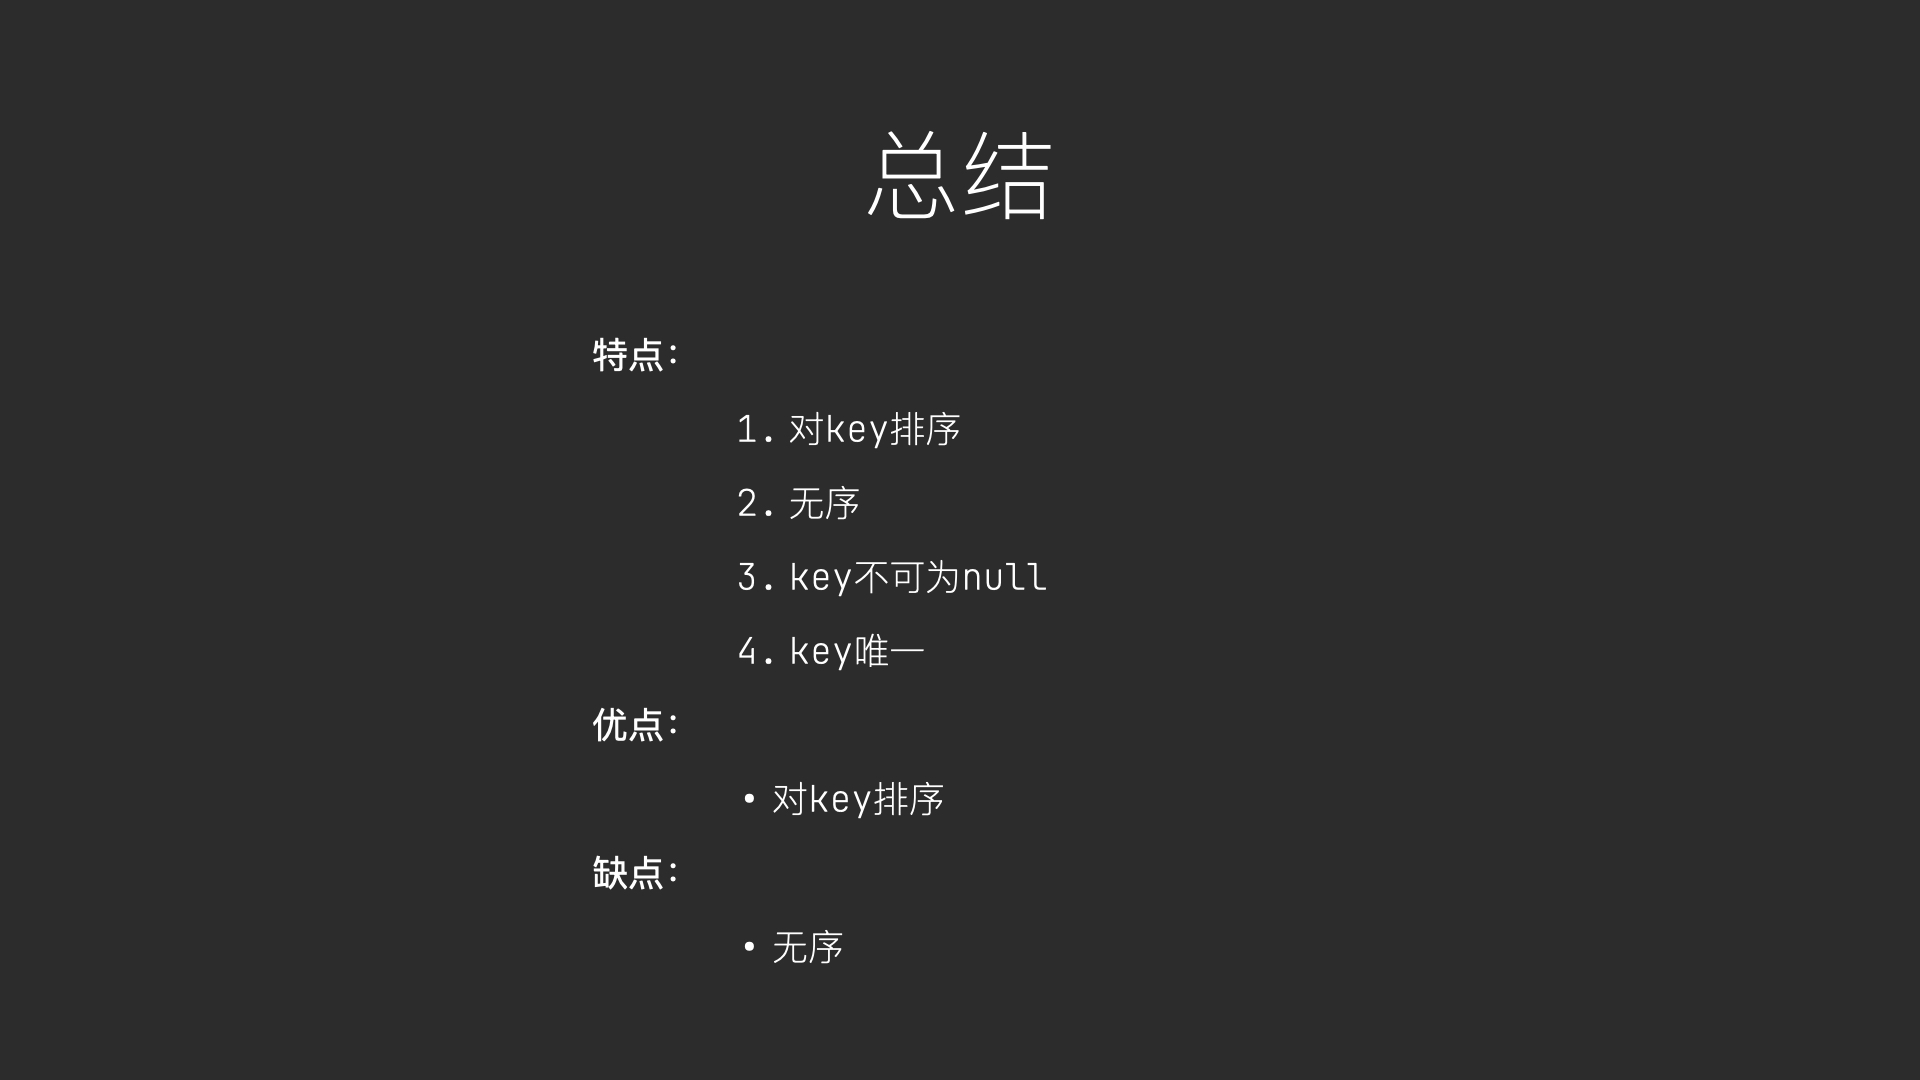 总结
特点：
1. 对key排序
2. 无序
3. key不可为null
4. key唯一
优点：
• 对key排序
缺点：
• 无序